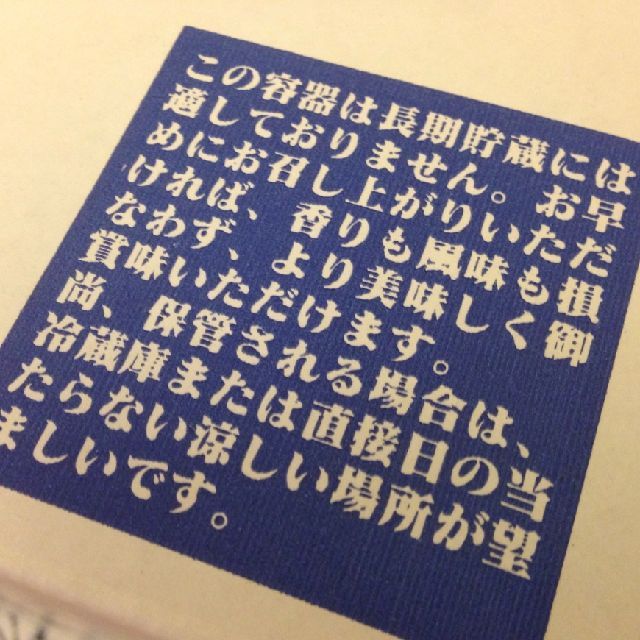 この容器は長期貯蔵には
適しておりません。お早
めにお召し上がりいただ
ければ、香りも風味も損
なわず、より美味しく御
賞味いただけます。
尚、保管される場合は、
冷蔵庫または直接日の当
たらない涼しい場所が望
ましいです。